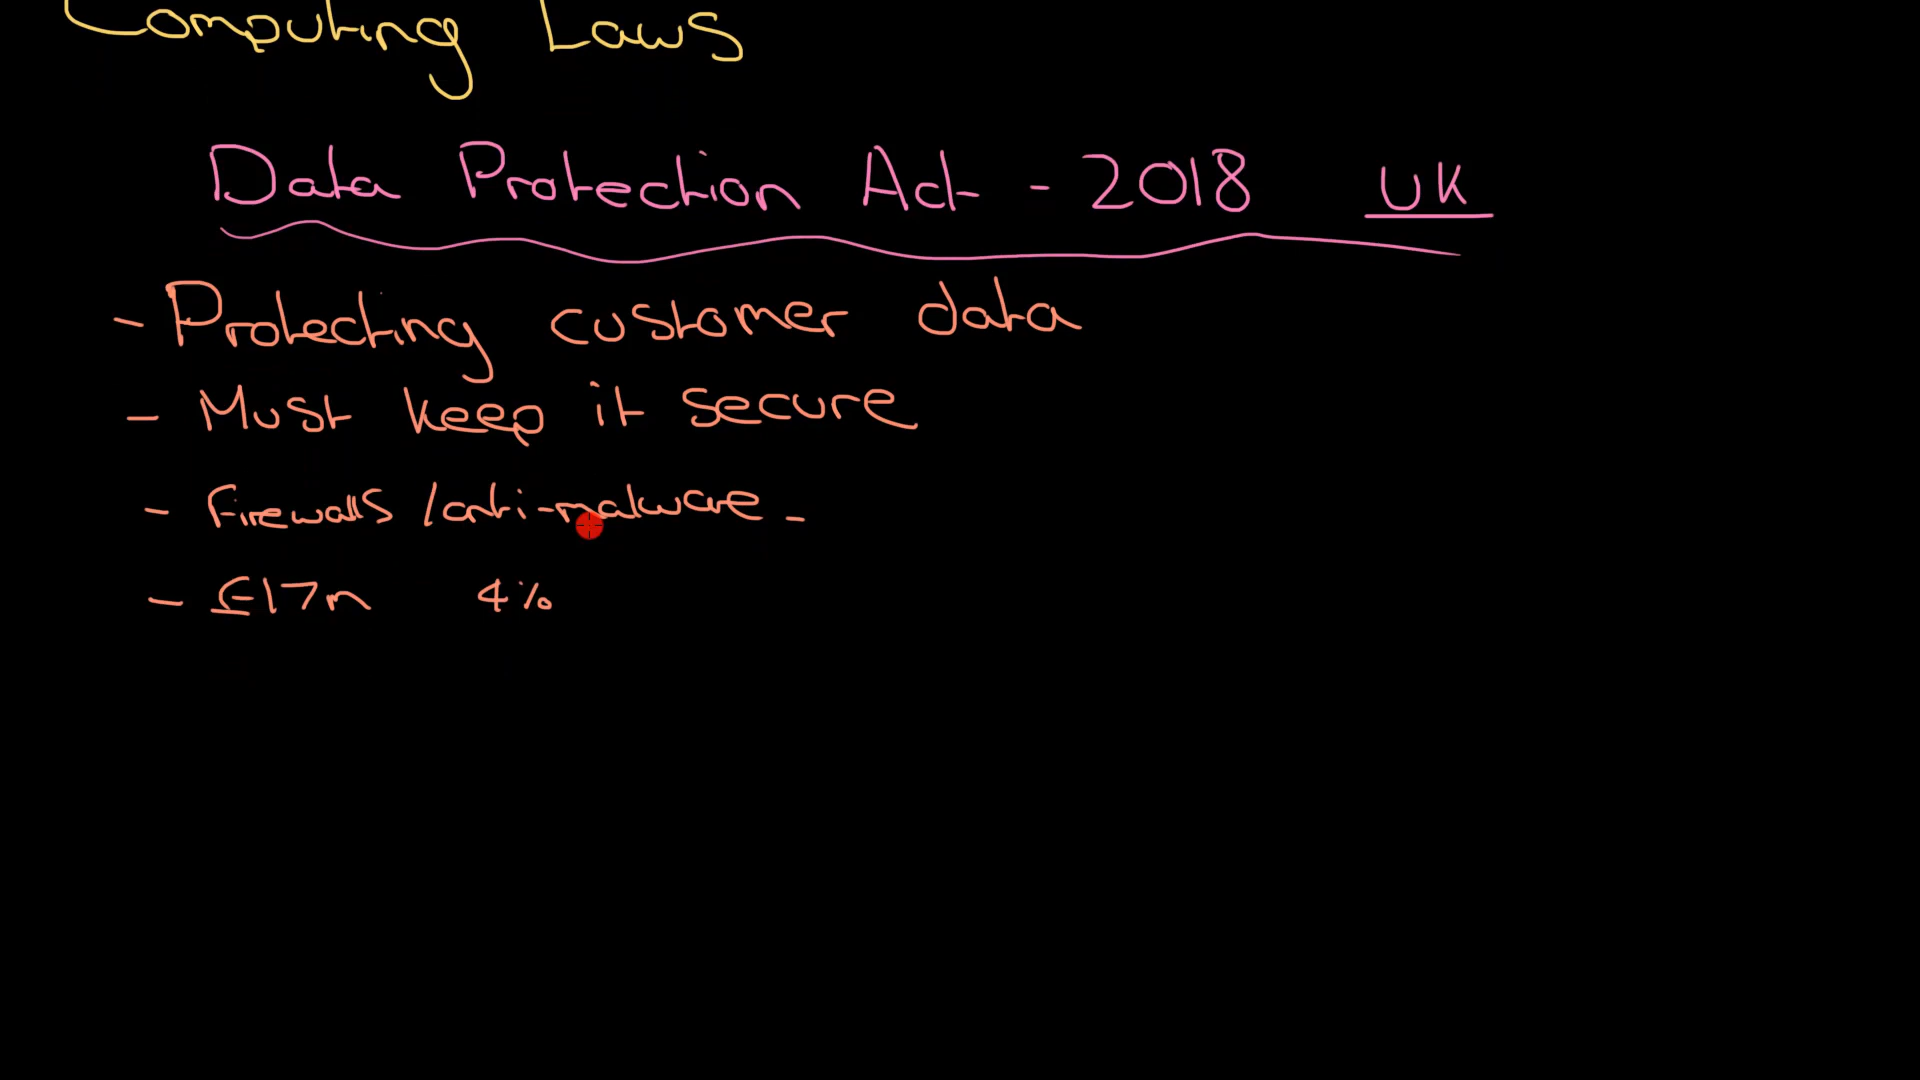 Computing Laws
Data Protection Act - 2018 UK
- Protecting customer data
- Must keep it secure
- Firewalls / anti-malware -
- £17m 4%